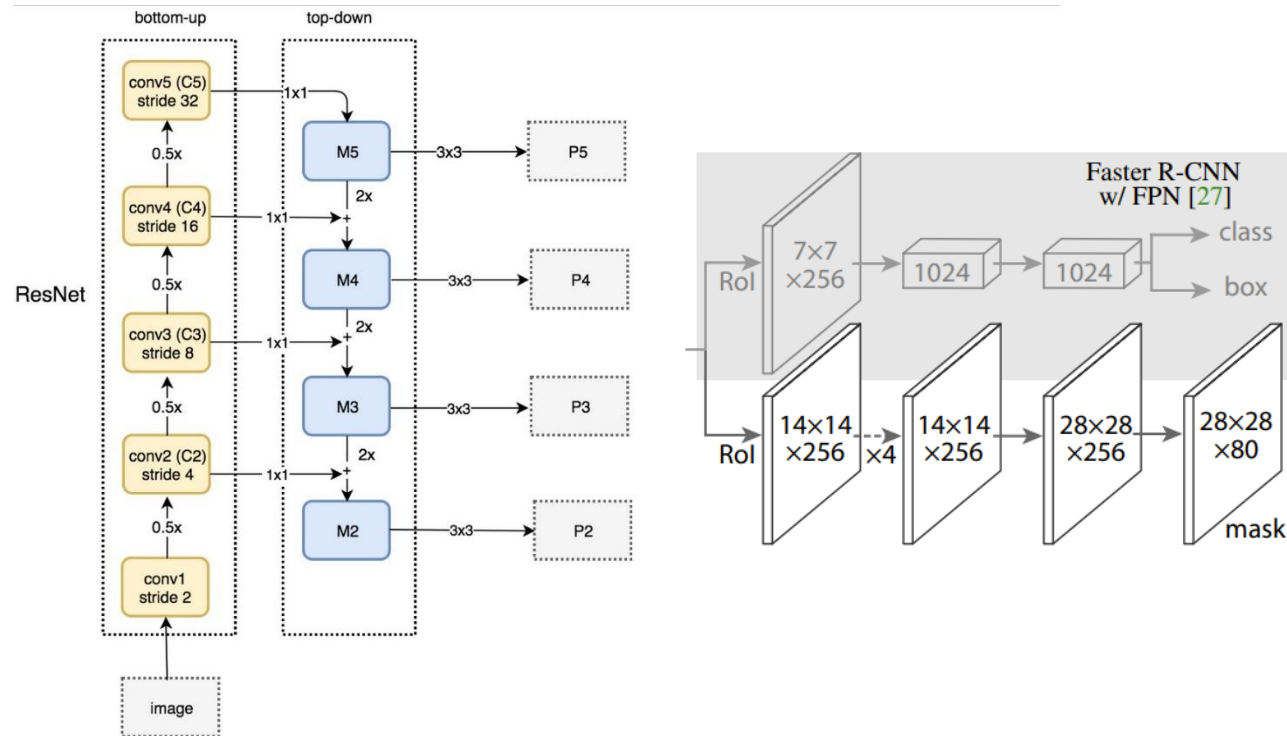 bottom-up
top-down
ResNet
conv5 (C5)
stride 32
1x1
0.5x
M5
3x3
P5
2x
conv4 (C4)
stride 16
1x1
+
0.5x
M4
3x3
P4
2x
conv3 (C3)
stride 8
1x1
+
0.5x
M3
3x3
P3
2x
conv2 (C2)
stride 4
1x1
+
0.5x
M2
3x3
P2
conv1
stride 2
image
Faster R-CNN
w/ FPN [27]
RoI
7×7
×256
1024
1024
class
box
RoI
14×14
×256
×4
14×14
×256
28×28
×256
28×28
×80
mask